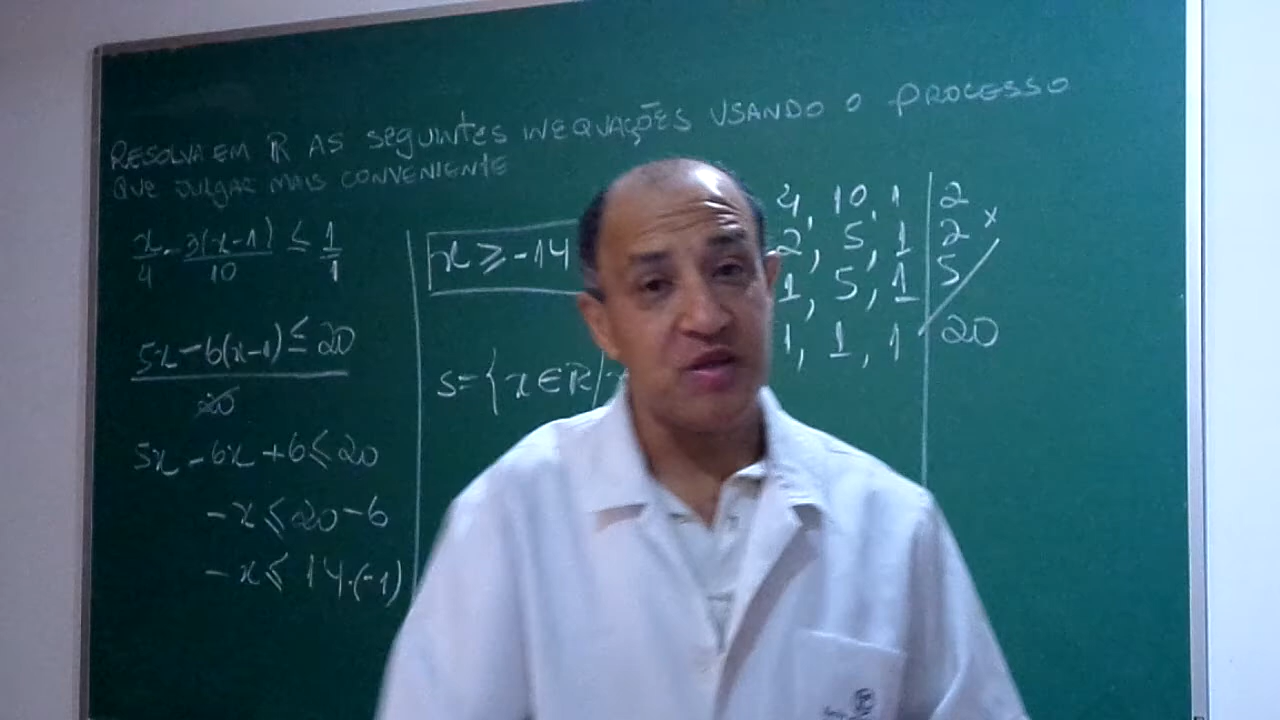 RESOLVA EM ℝ AS SEGUINTES INEQUAÇÕES USANDO O PROCESSO
QUE JULGAR MAIS CONVENIENTE
x/4 - 3(x-1)/10 ≤ 1/1
5x-6(x-1)≤20
20
5x-6x+6≤20
-x≤20-6
-x≤14.(-1)
x≥-14
S={x∈ℝ/
4, 10, 1 | 2
2, 5, 1 | 2 x
1, 5, 1 | 5
1, 1, 1 | 20